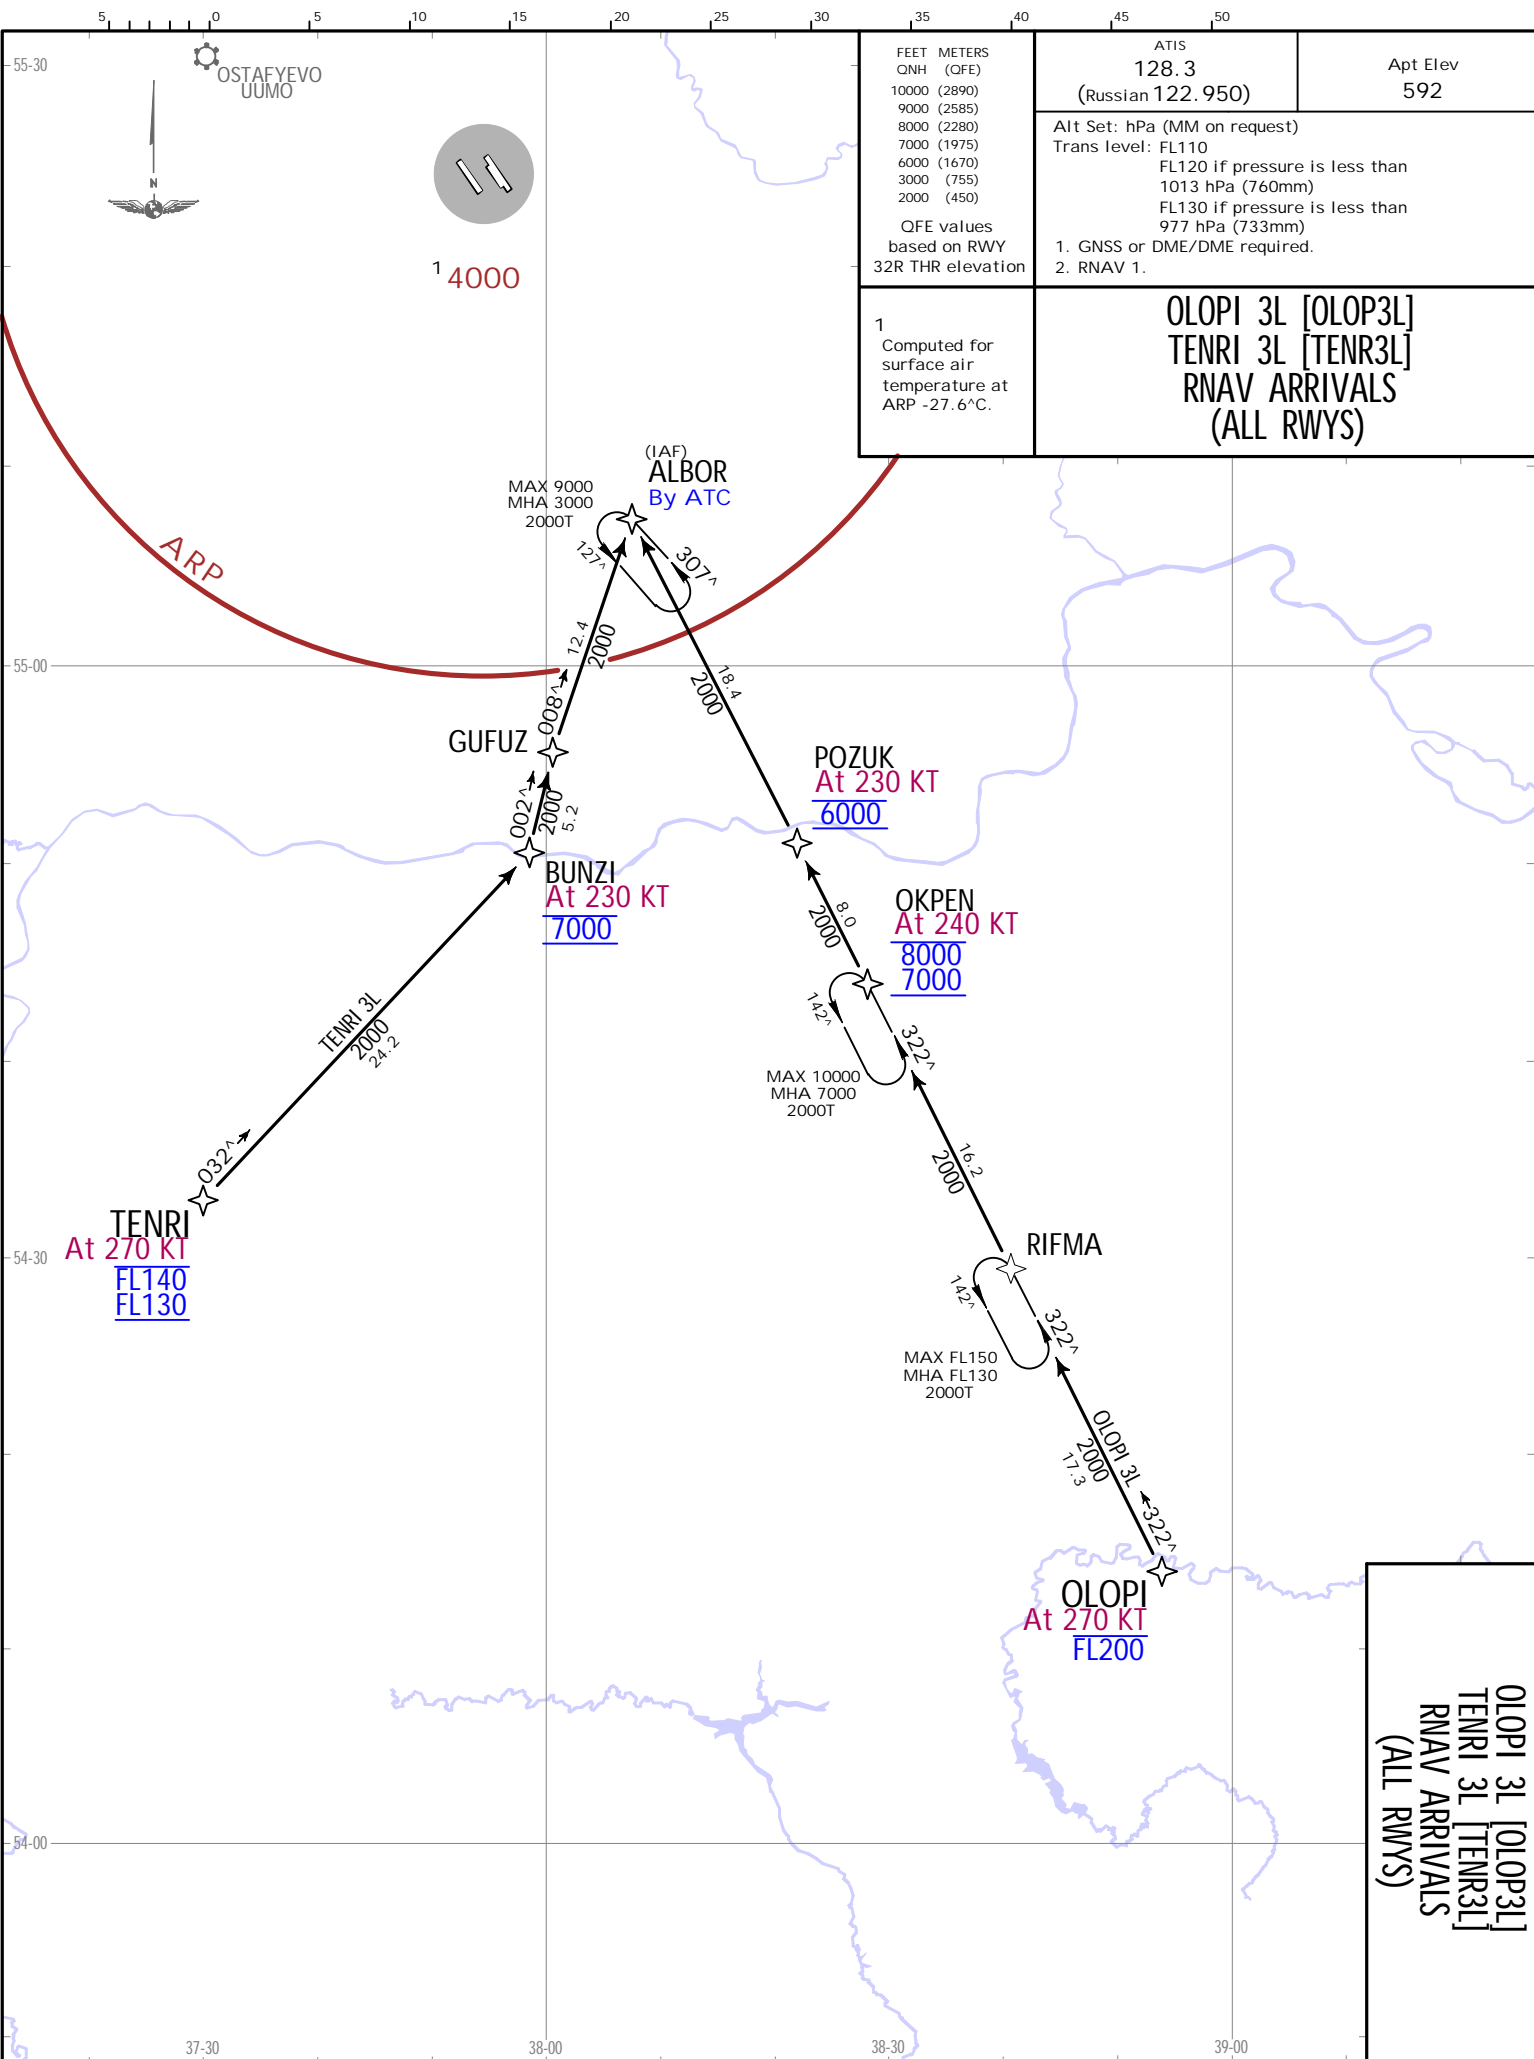 5 0 5 10 15 20 25 30 35 40 45 50
55-30
OSTAFYEVO
UUMO
N
1 4000
FEET METERS
QNH (QFE)
10000 (2890)
9000 (2585)
8000 (2280)
7000 (1975)
6000 (1670)
3000 (755)
2000 (450)
QFE values
based on RWY
32R THR elevation
ATIS
128.3
(Russian 122.950)
Apt Elev
592
Alt Set: hPa (MM on request)
Trans level: FL110
FL120 if pressure is less than
1013 hPa (760mm)
FL130 if pressure is less than
977 hPa (733mm)
1. GNSS or DME/DME required.
2. RNAV 1.
1
Computed for
surface air
temperature at
ARP -27.6^C.
OLOPI 3L [OLOP3L]
TENRI 3L [TENR3L]
RNAV ARRIVALS
(ALL RWYS)
(IAF)
ALBOR
By ATC
MAX 9000
MHA 3000
2000T
127^
307^
ARP
12.4
2000
55-00
18.4
2000
008^
GUFUZ
POZUK
At 230 KT
6000
002^
2000
5.2
BUNZI
At 230 KT
7000
8.0
2000
OKPEN
At 240 KT
8000
7000
142^
322^
MAX 10000
MHA 7000
2000T
TENRI 3L
2000
24.2
032^
TENRI
At 270 KT
FL140
FL130
16.2
2000
54-30
RIFMA
142^
322^
MAX FL150
MHA FL130
2000T
OLOPI 3L
2000
17.3
322^
OLOPI
At 270 KT
FL200
54-00
OLOPI 3L [OLOP3L]
TENRI 3L [TENR3L]
RNAV ARRIVALS
(ALL RWYS)
37-30 38-00 38-30 39-00